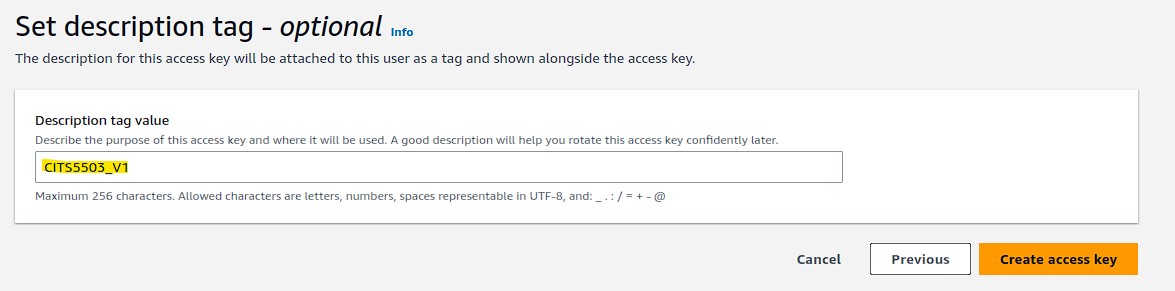 Set description tag - optional Info
The description for this access key will be attached to this user as a tag and shown alongside the access key.
Description tag value
Describe the purpose of this access key and where it will be used. A good description will help you rotate this access key confidently later.
CITS5503_V1
Maximum 256 characters. Allowed characters are letters, numbers, spaces representable in UTF-8, and: _ . : / = + - @
Cancel Previous Create access key